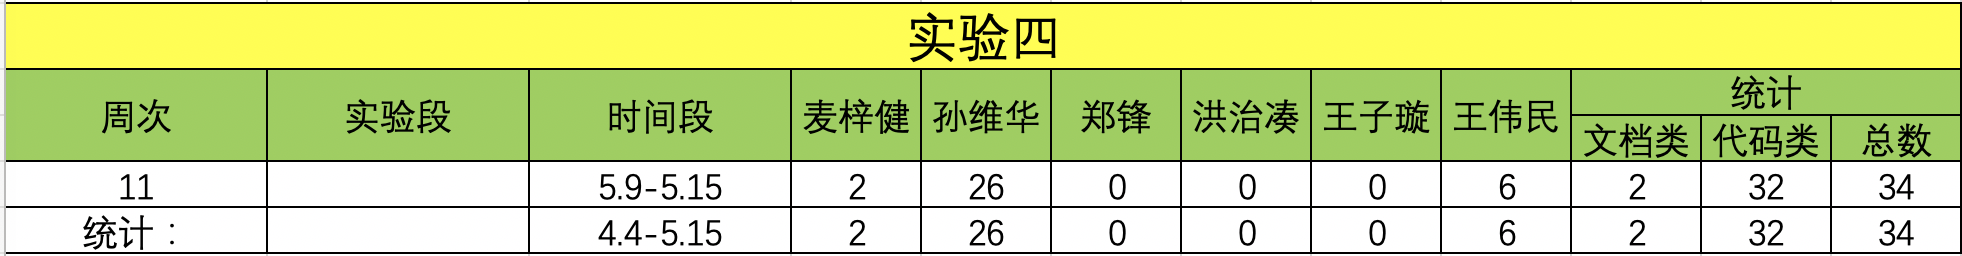 实验四
周次 实验段 时间段 麦梓健 孙维华 郑锋 洪治凑 王子璇 王伟民 统计
文档类 代码类 总数
11 5.9-5.15 2 26 0 0 0 6 2 32 34
统计： 4.4-5.15 2 26 0 0 0 6 2 32 34